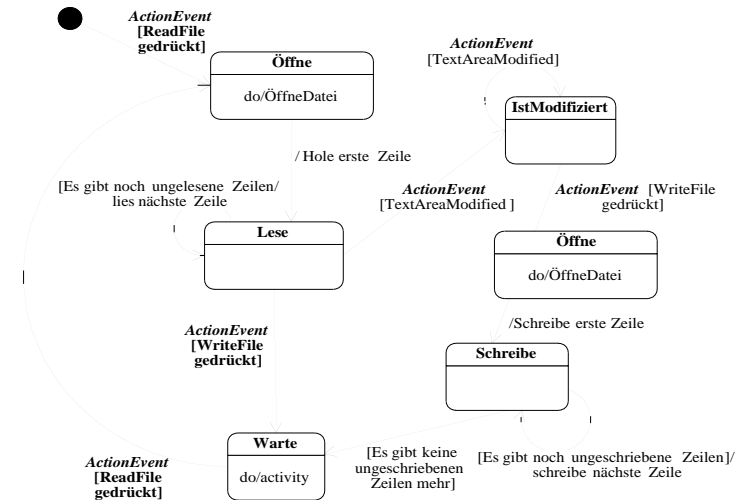 ActionEvent
[ReadFile
gedrückt]
Öffne
do/ÖffneDatei
ActionEvent
[TextAreaModified]
IstModifiziert
/ Hole erste Zeile
[Es gibt noch ungelesene Zeilen/
lies nächste Zeile
ActionEvent
[TextAreaModified ]
ActionEvent [WriteFile
gedrückt]
Lese
Öffne
do/ÖffneDatei
/Schreibe erste Zeile
ActionEvent
[WriteFile
gedrückt]
Schreibe
Warte
do/activity
[Es gibt keine
ungeschriebenen
Zeilen mehr]
[Es gibt noch ungeschriebene Zeilen]/
schreibe nächste Zeile
ActionEvent
[ReadFile
gedrückt]